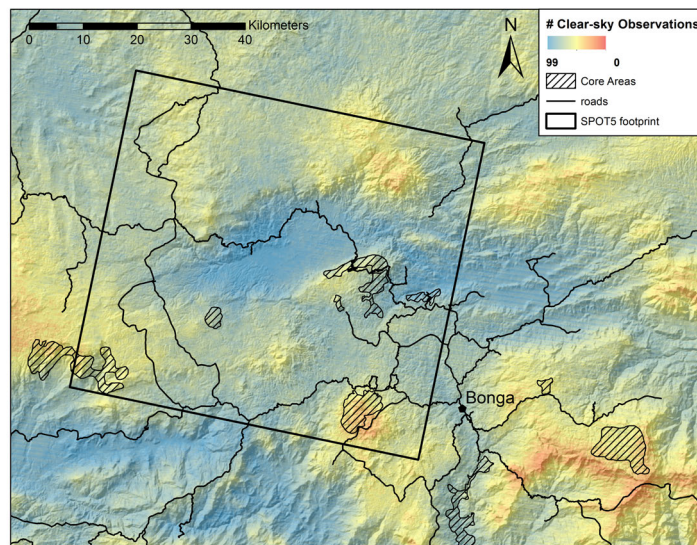 Kilometers
0 10 20 30 40
N
# Clear-sky Observations
99 0
Core Areas
roads
SPOT5 footprint
Bonga